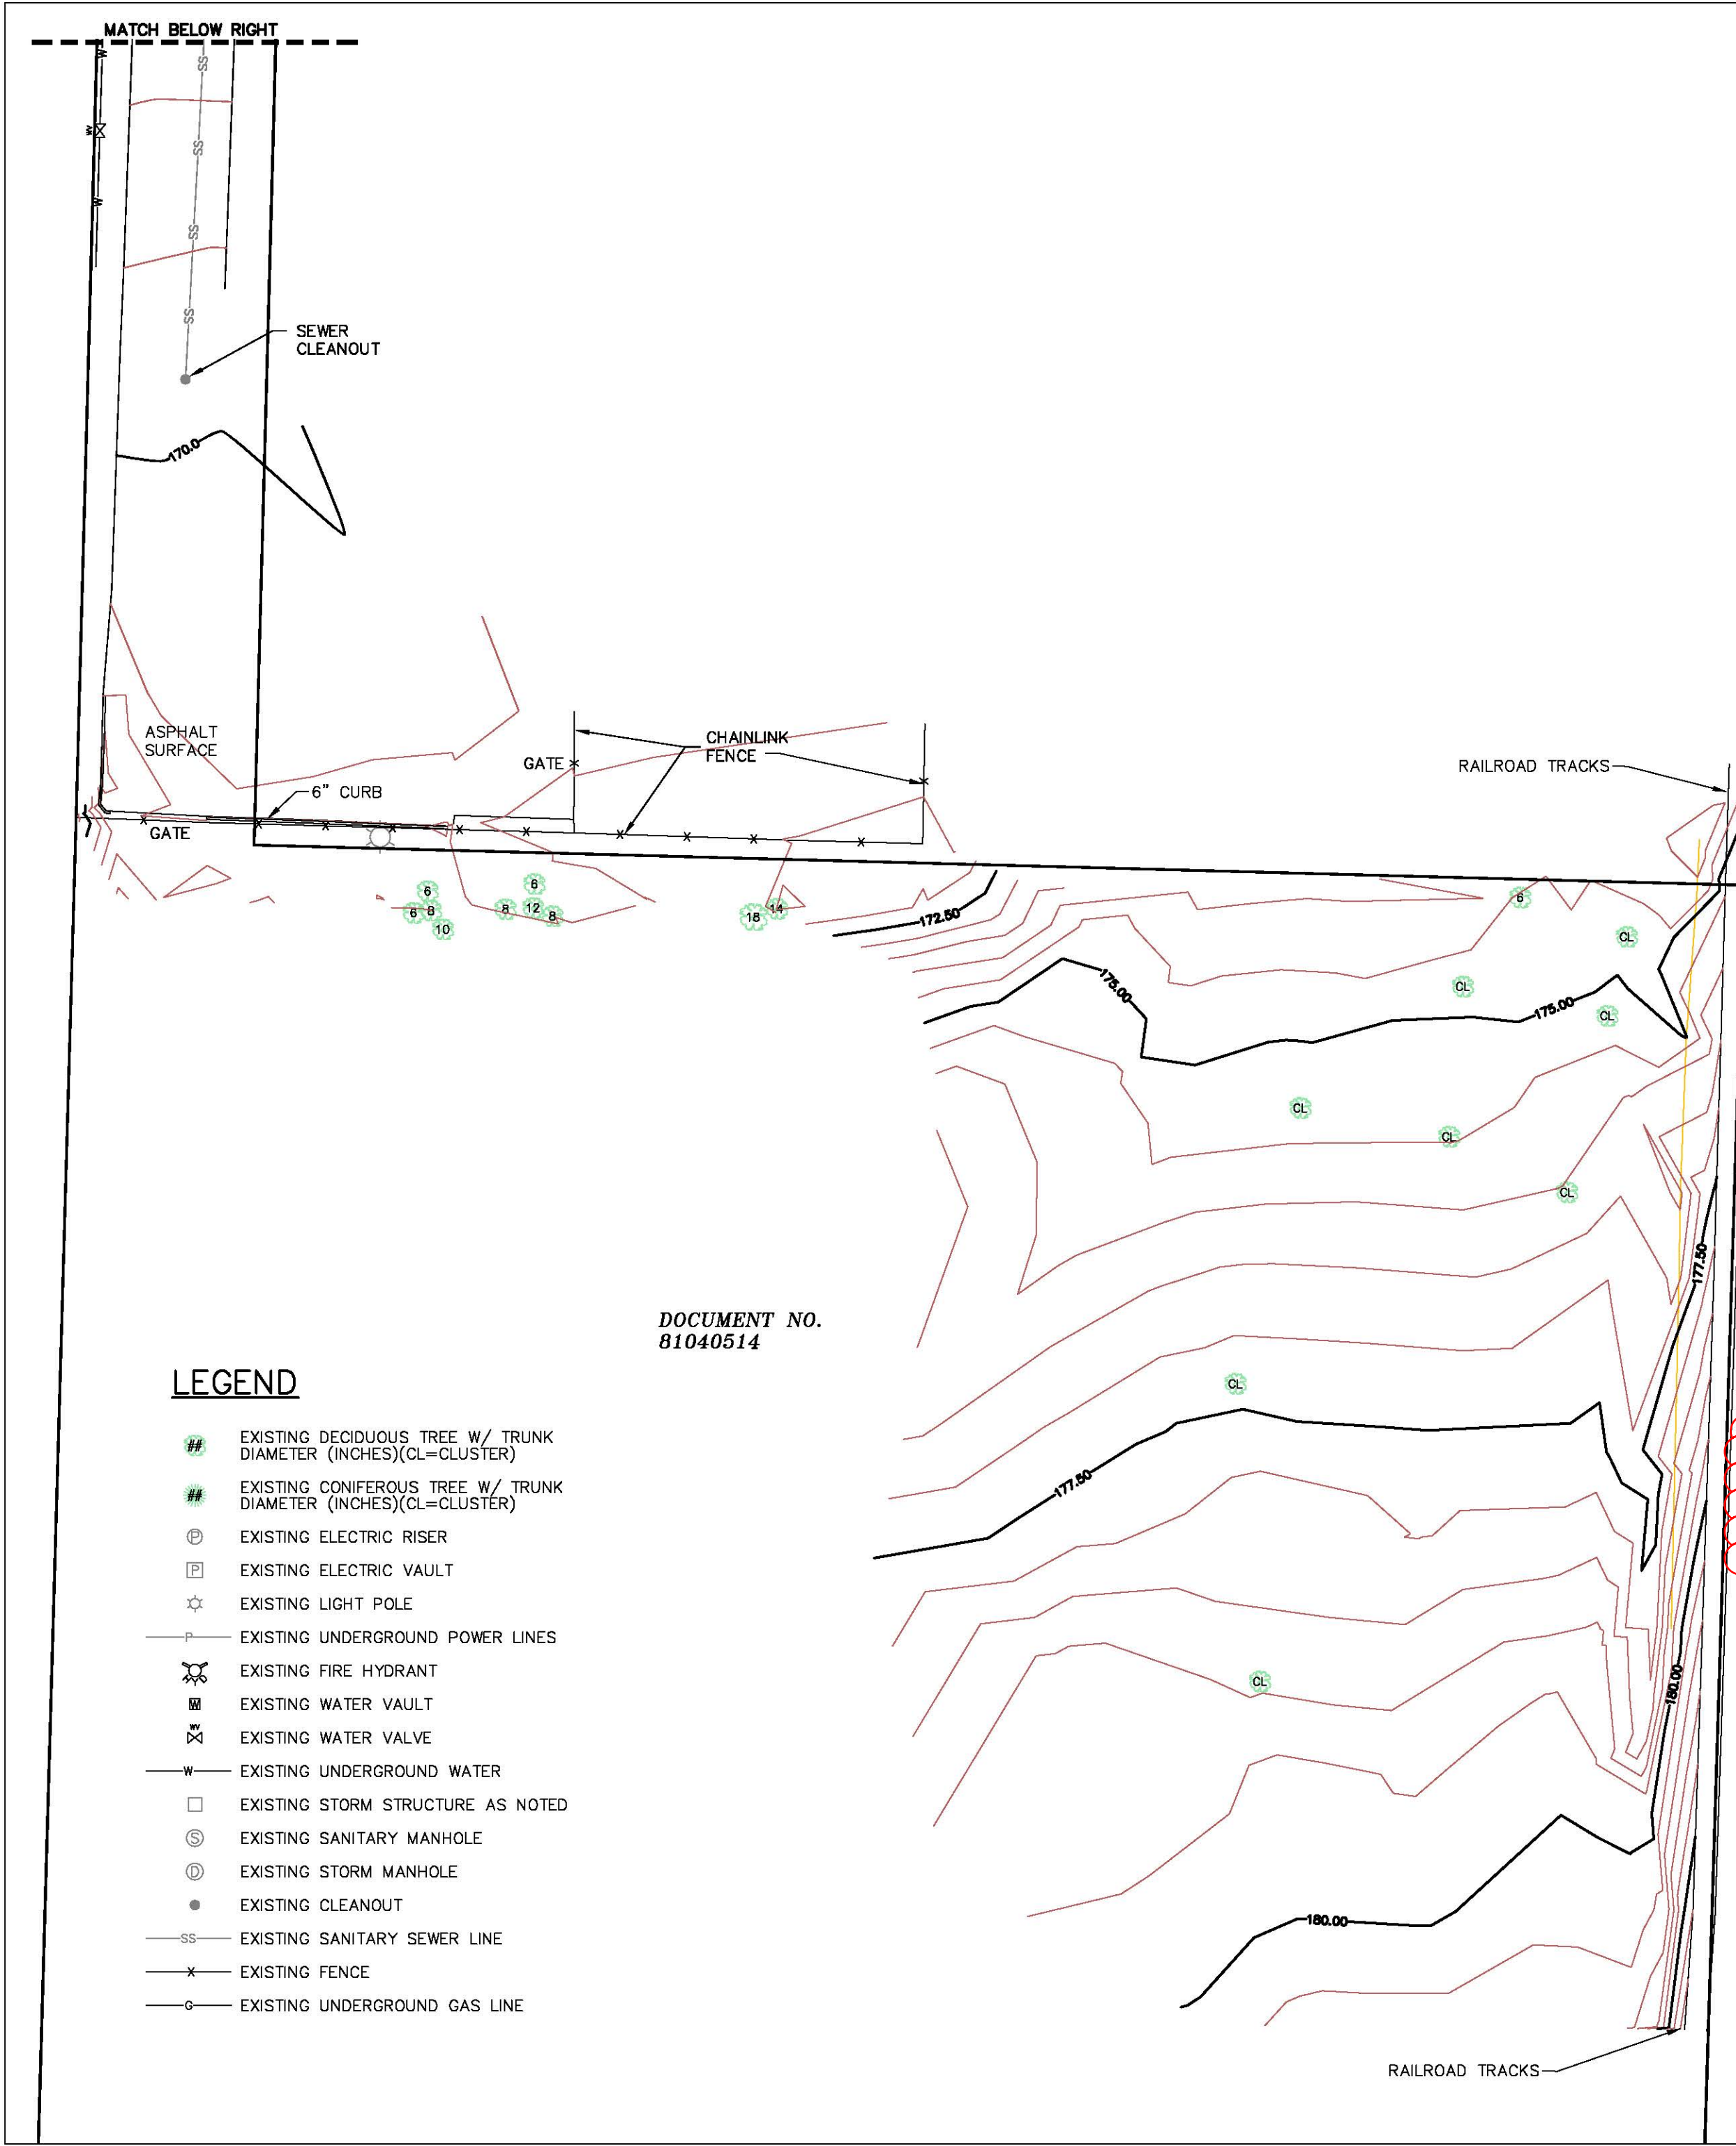 MATCH BELOW RIGHT
W
SS
WV
SS
W
SS
SS
SEWER
CLEANOUT
170.0
ASPHALT
SURFACE
CHAINLINK
FENCE
GATE
RAILROAD TRACKS
6" CURB
GATE
6
6
8
10
6
8
12
8
18
14
172.50
6
CL
CL
175.00
175.00
CL
CL
CL
CL
177.50
DOCUMENT NO.
81040514
CL
177.50
CL
180.00
180.00
RAILROAD TRACKS
LEGEND
## EXISTING DECIDUOUS TREE W/ TRUNK
DIAMETER (INCHES)(CL=CLUSTER)
## EXISTING CONIFEROUS TREE W/ TRUNK
DIAMETER (INCHES)(CL=CLUSTER)
P EXISTING ELECTRIC RISER
P EXISTING ELECTRIC VAULT
EXISTING LIGHT POLE
P EXISTING UNDERGROUND POWER LINES
EXISTING FIRE HYDRANT
W EXISTING WATER VAULT
WV EXISTING WATER VALVE
W EXISTING UNDERGROUND WATER
EXISTING STORM STRUCTURE AS NOTED
S EXISTING SANITARY MANHOLE
D EXISTING STORM MANHOLE
EXISTING CLEANOUT
SS EXISTING SANITARY SEWER LINE
X EXISTING FENCE
G EXISTING UNDERGROUND GAS LINE